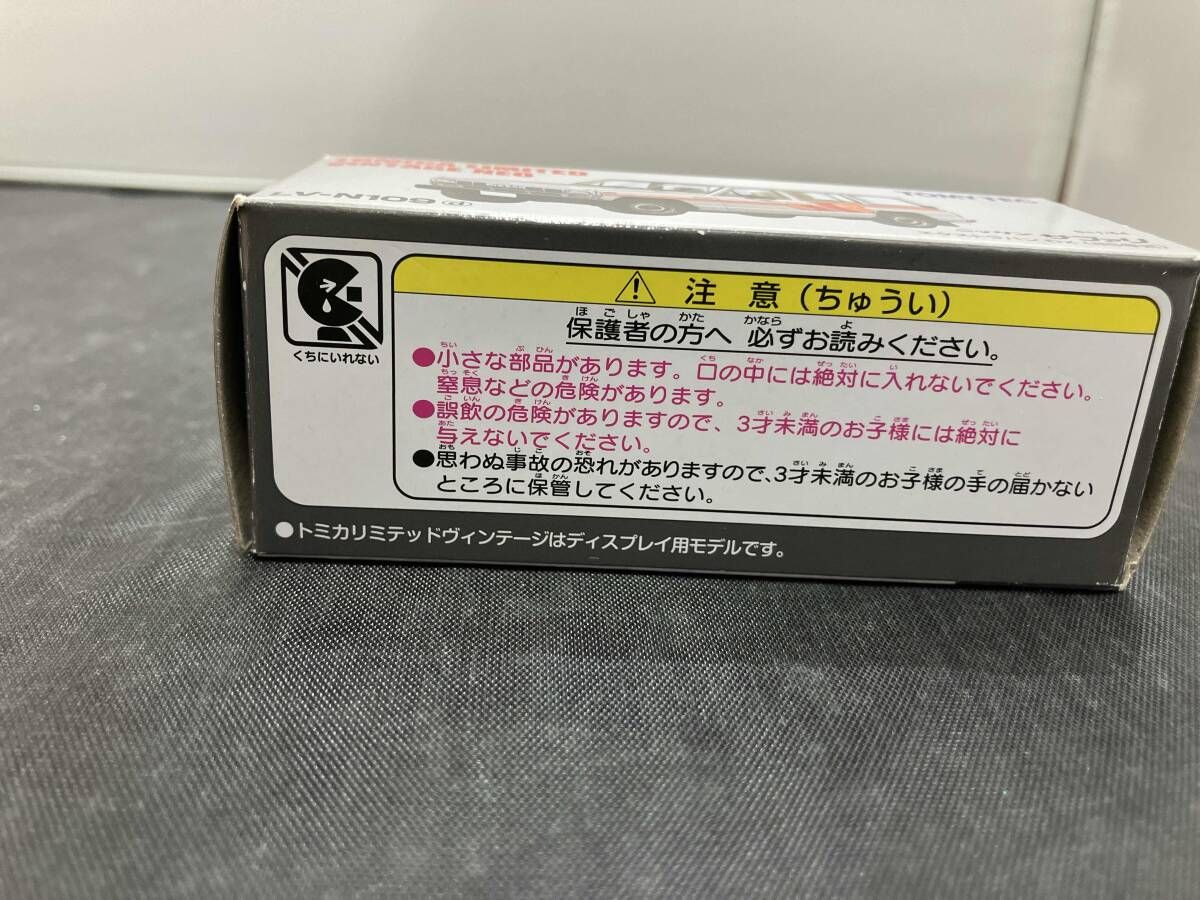 TOMICA LIMITED
VINTAGE NEO
LV-N109
くちにいれない
注意(ちゅうい)
保護者の方へ 必ずお読みください。
●小さな部品があります。口の中には絶対に入れないでください。
窒息などの危険があります。
●誤飲の危険がありますので、3才未満のお子様には絶対に
与えないでください。
●思わぬ事故の恐れがありますので、3才未満のお子様の手の届かない
ところに保管してください。
●トミカリミテッドヴィンテージはディスプレイ用モデルです。